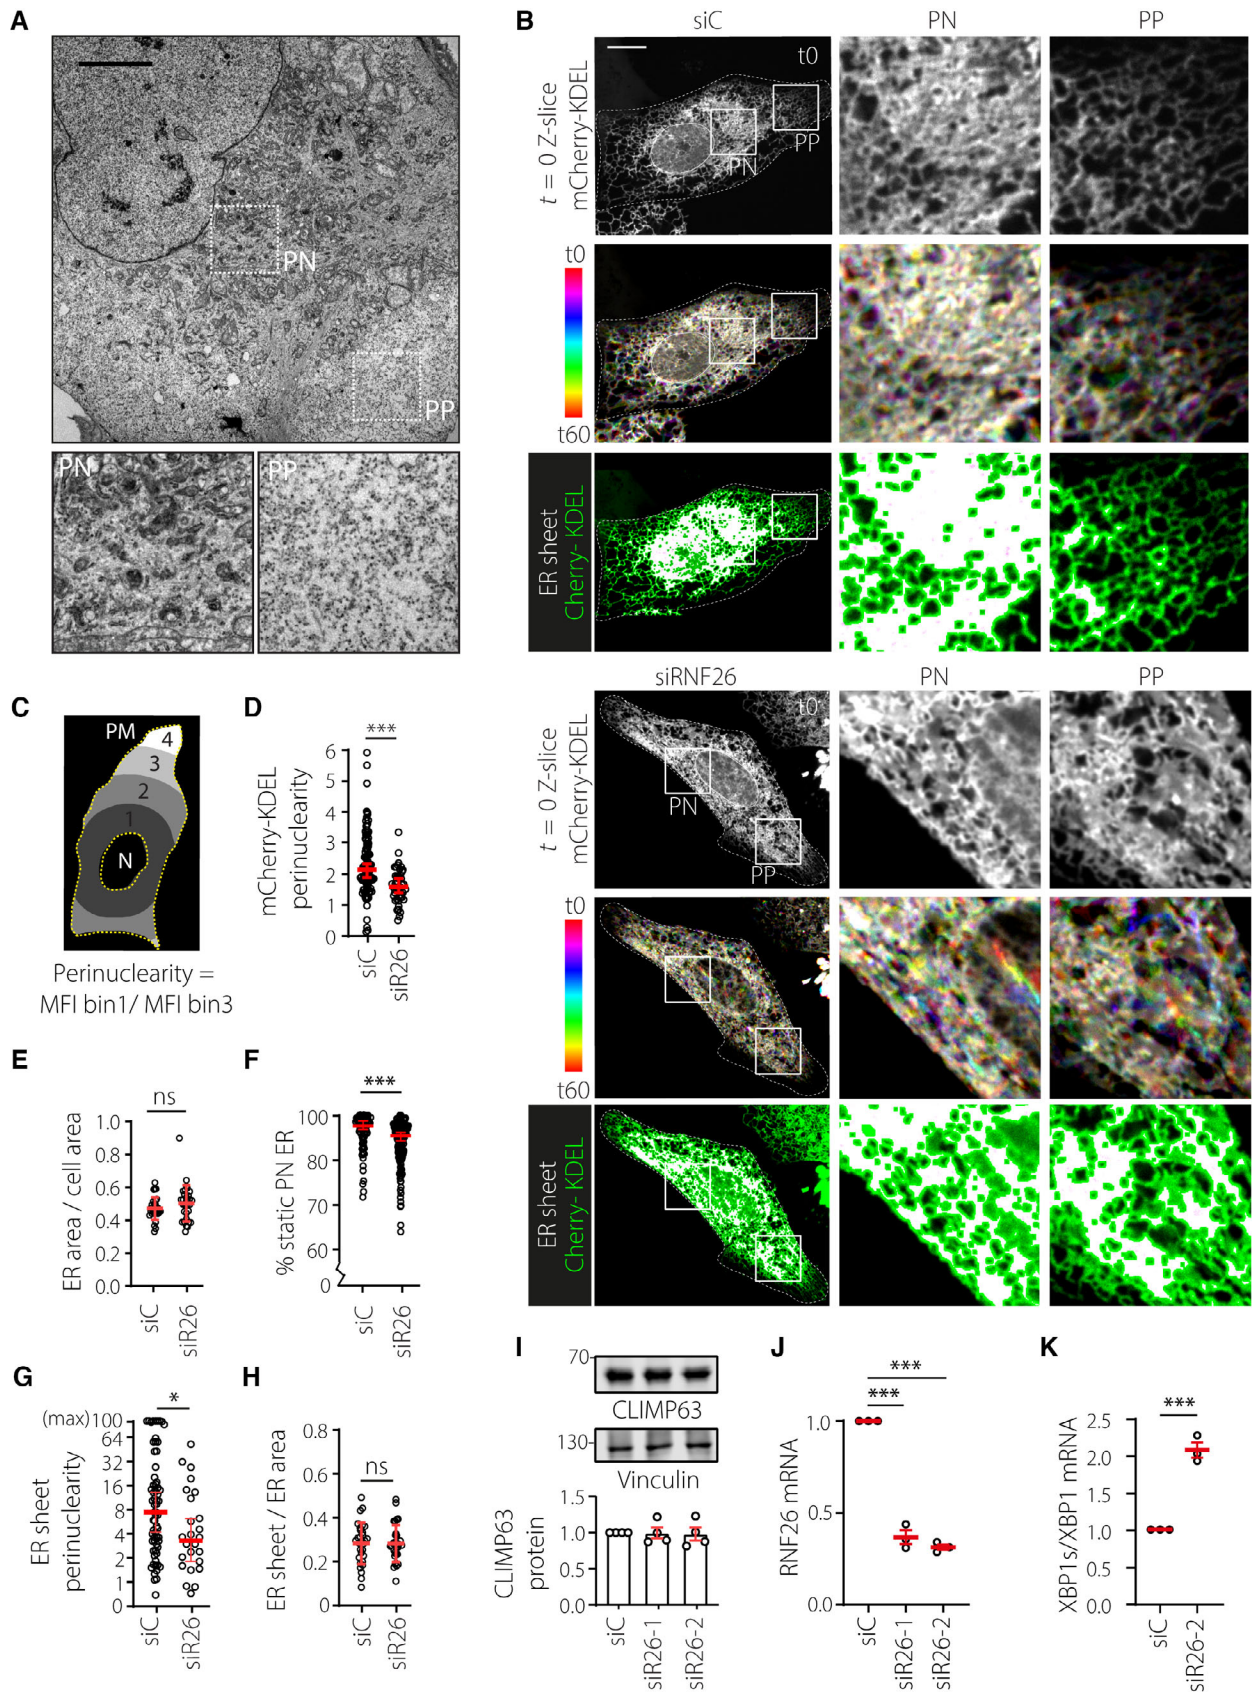 A
PN
PP
PN
PP
B
siC
PN
PP
t = 0 Z-slice
mCherry-KDEL
t0
PN
PP
t0
t60
ER sheet
Cherry- KDEL
siRNF26
PN
PP
t = 0 Z-slice
mCherry-KDEL
t0
PN
PP
t0
t60
ER sheet
Cherry- KDEL
C
PM
4
3
2
1
N
Perinuclearity =
MFI bin1/ MFI bin3
D
***
mCherry-KDEL
perinuclearity
6
5
4
3
2
1
0
siC
siR26
E
ns
ER area / cell area
1.0
0.8
0.6
0.4
0.2
0.0
siC
siR26
F
***
% static PN ER
100
80
70
60
0
siC
siR26
G
*
ER sheet
perinuclearity
(max) 100
64
32
16
8
4
2
1
0
siC
siR26
H
ns
ER sheet / ER area
0.8
0.6
0.4
0.2
0.0
siC
siR26
I
70
CLIMP63
130
Vinculin
CLIMP63
protein
1.5
1.0
0.5
0.0
siC
siR26-1
siR26-2
J
***
***
RNF26 mRNA
1.0
0.5
0.0
siC
siR26-1
siR26-2
K
***
XBP1s/XBP1 mRNA
2.5
2.0
1.5
1.0
0.5
0.0
siC
siR26-2